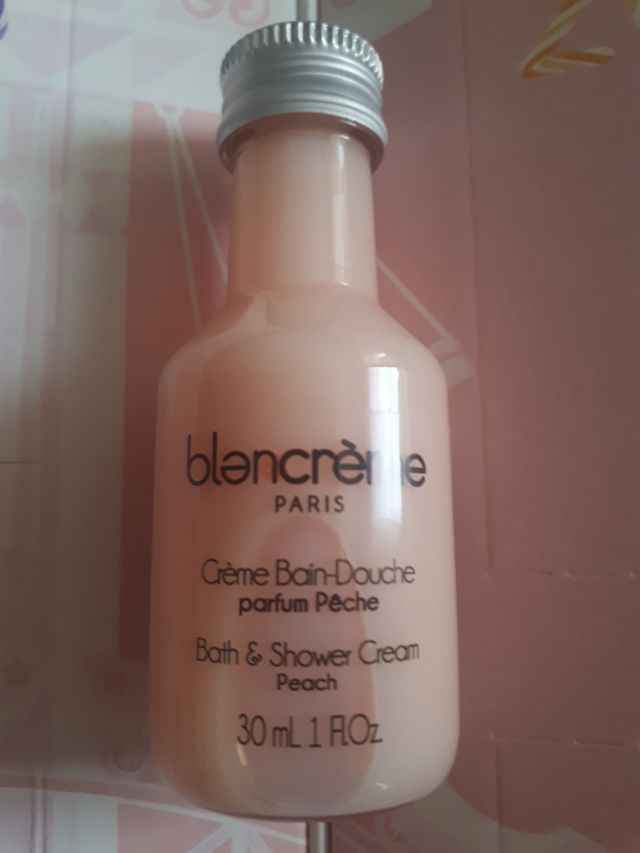 blancrème
PARIS
Crème Bain-Douche
parfum Pêche
Bath & Shower Cream
Peach
30 mL 1 Fl.Oz.